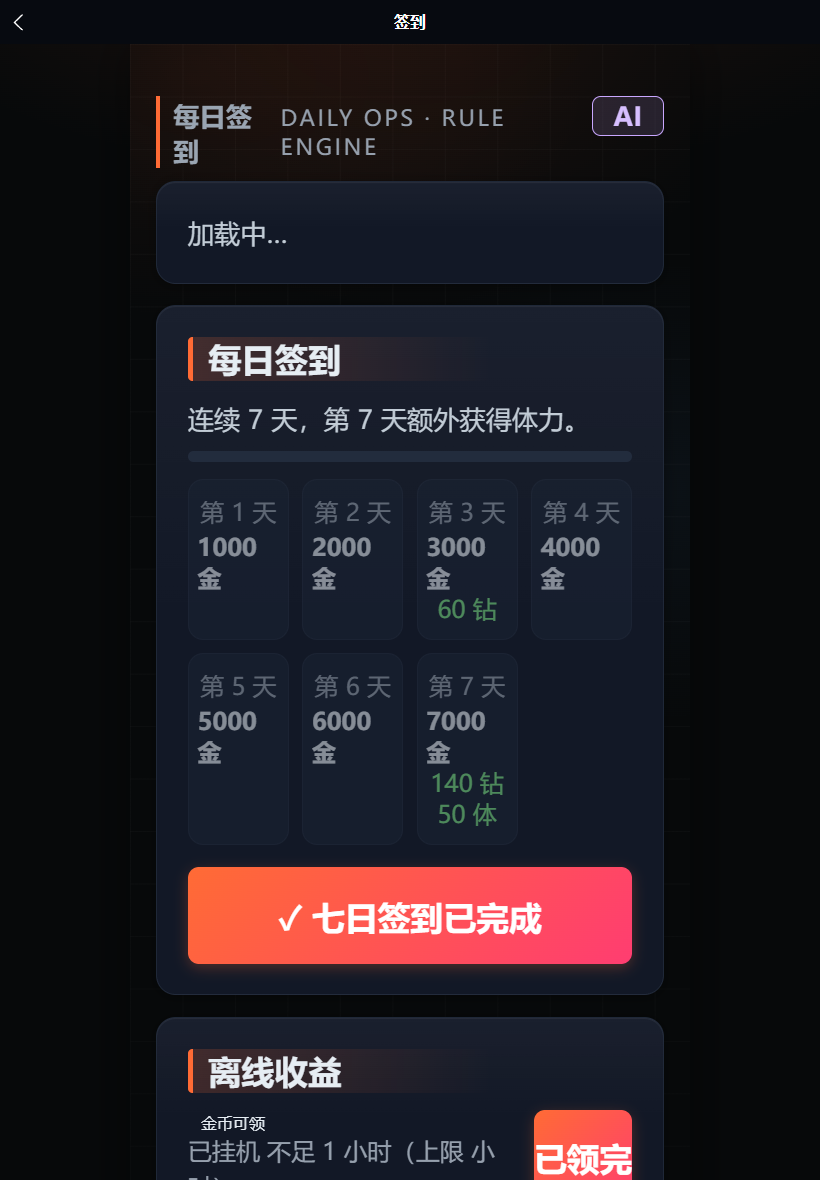 签到
每日签
到
DAILY OPS · RULE
ENGINE
AI
加载中...
每日签到
连续 7 天，第 7 天额外获得体力。
第 1 天
1000
金
第 2 天
2000
金
第 3 天
3000
金
60 钻
第 4 天
4000
金
第 5 天
5000
金
第 6 天
6000
金
第 7 天
7000
金
140 钻
50 体
✓ 七日签到已完成
离线收益
金币可领
已挂机 不足 1 小时（上限 小
已领完